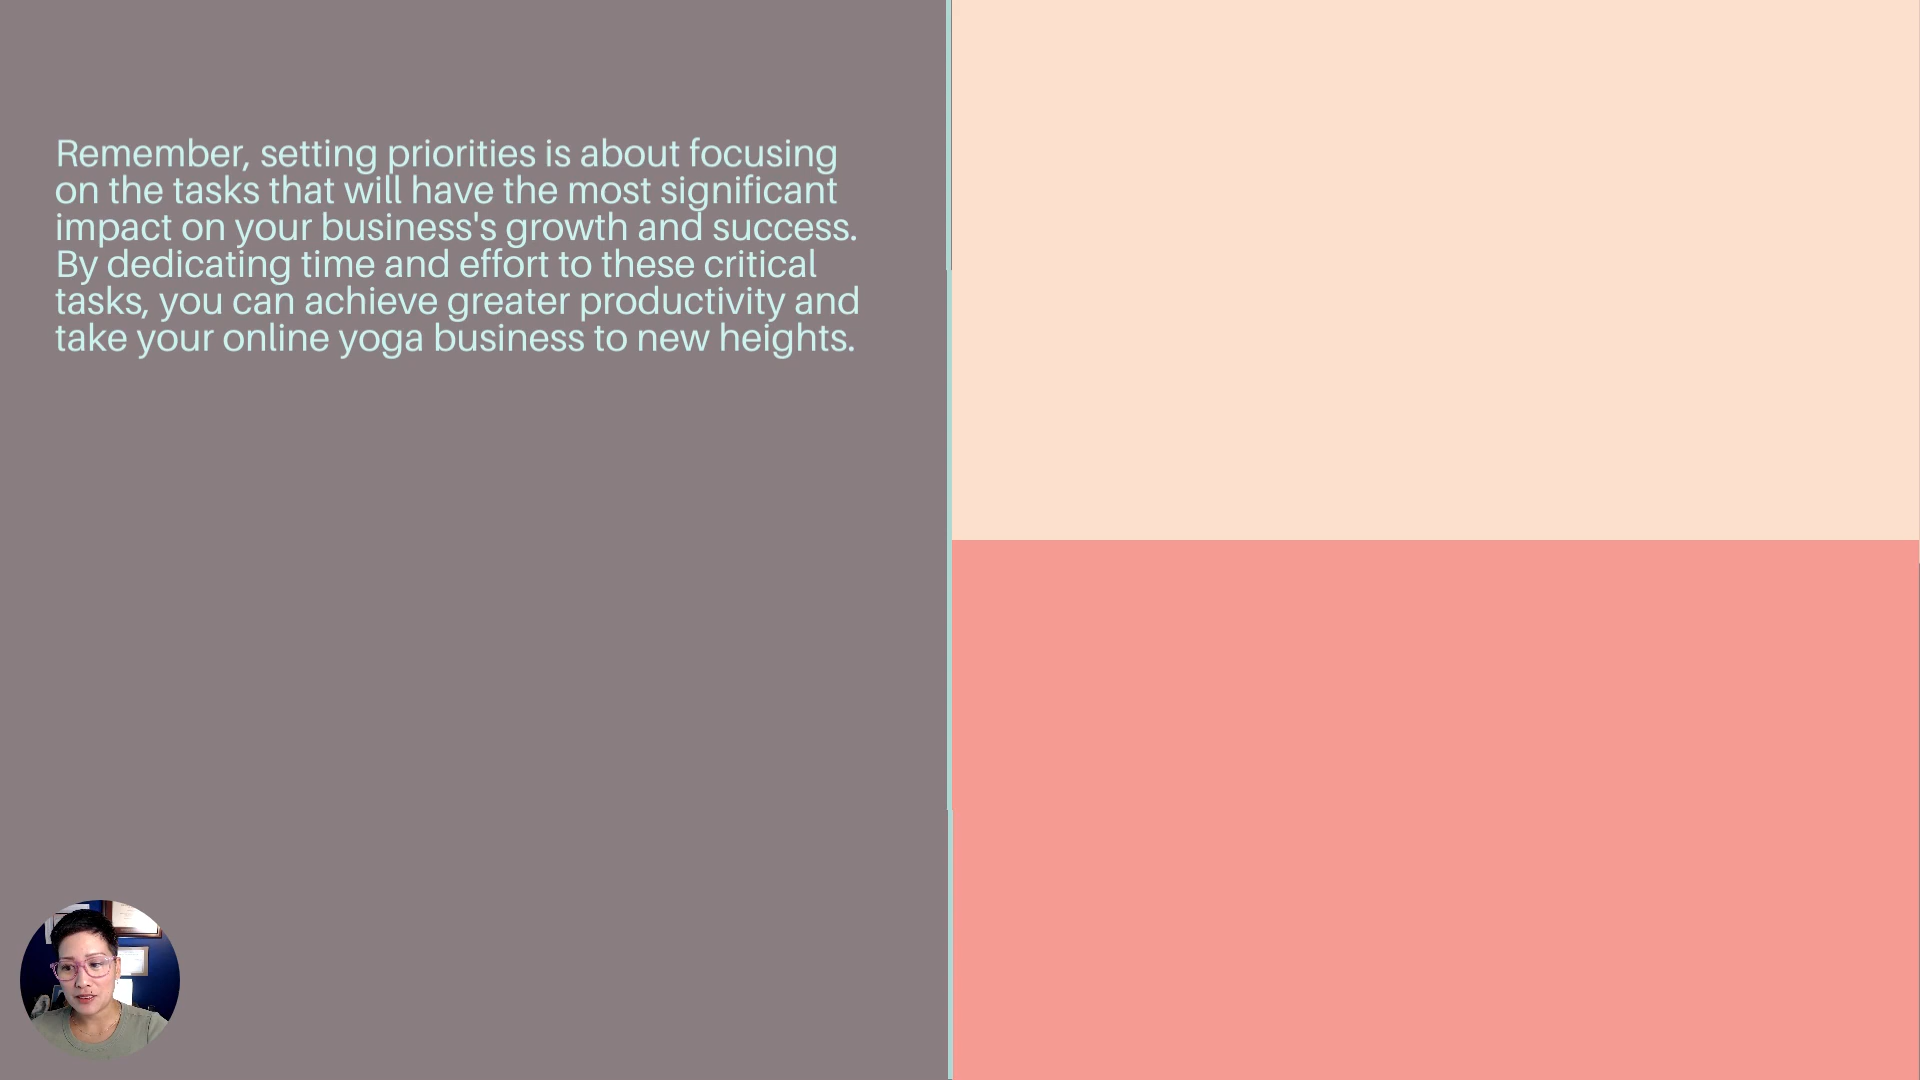 Remember, setting priorities is about focusing
on the tasks that will have the most significant
impact on your business's growth and success.
By dedicating time and effort to these critical
tasks, you can achieve greater productivity and
take your online yoga business to new heights.